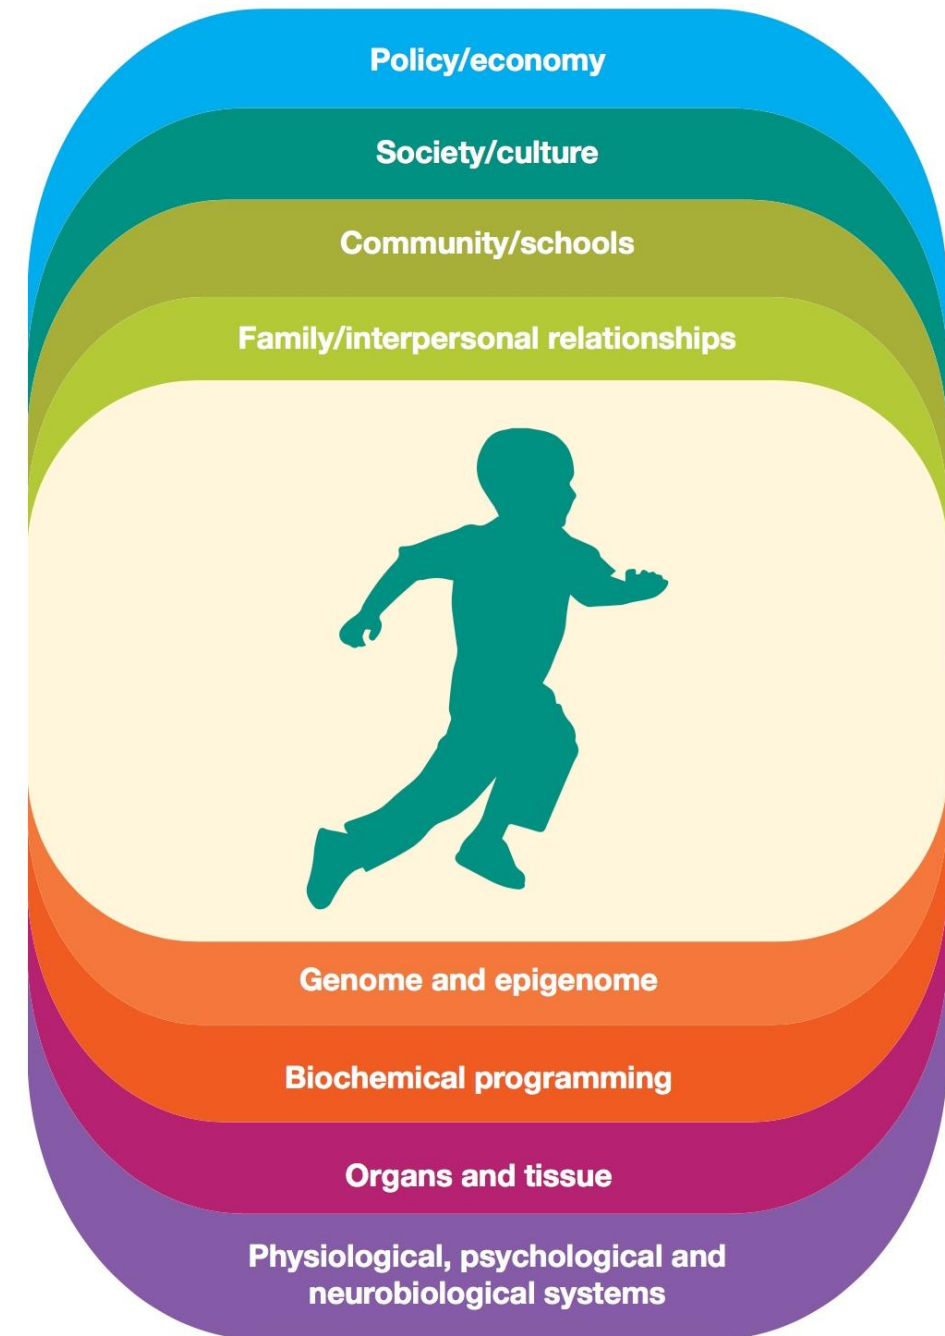 Policy/economy
Society/culture
Community/schools
Family/interpersonal relationships
Genome and epigenome
Biochemical programming
Organs and tissue
Physiological, psychological and
neurobiological systems